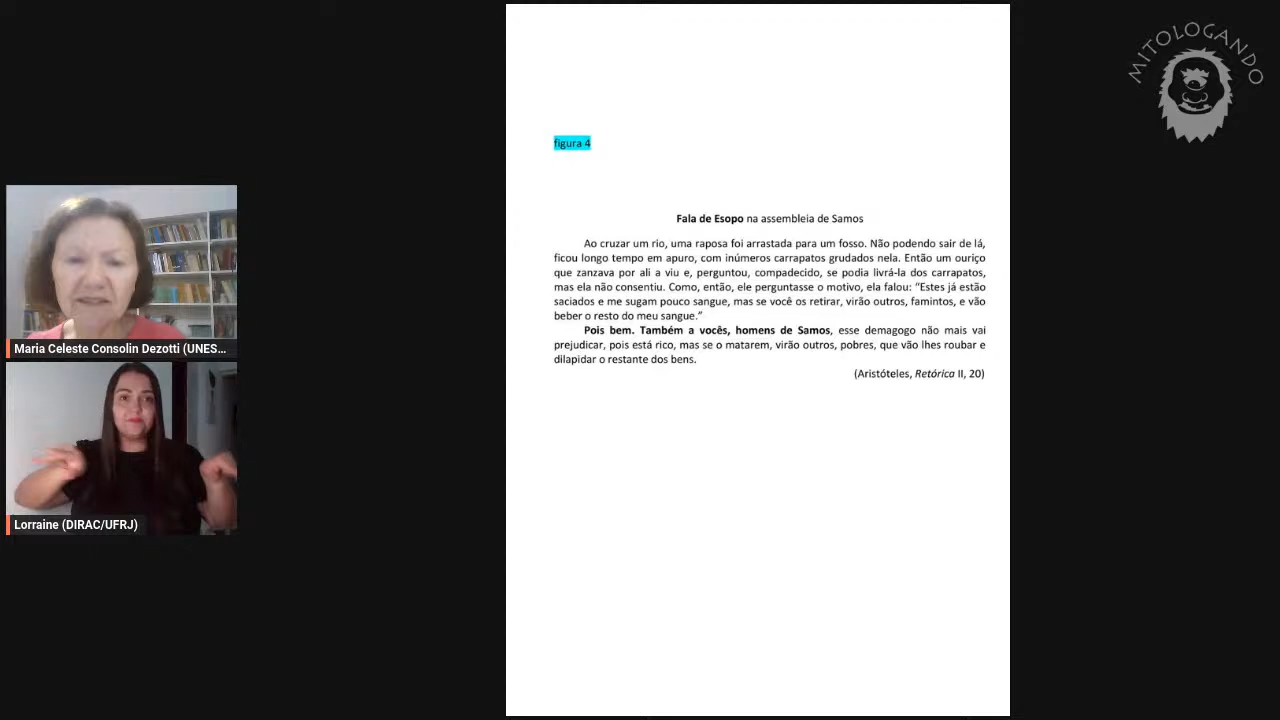 MITOLOGANDO
figura 4
Fala de Esopo na assembleia de Samos
Ao cruzar um rio, uma raposa foi arrastada para um fosso. Não podendo sair de lá,
ficou longo tempo em apuro, com inúmeros carrapatos grudados nela. Então um ouriço
que zanzava por ali a viu e, perguntou, compadecido, se podia livrá-la dos carrapatos,
mas ela não consentiu. Como, então, ele perguntasse o motivo, ela falou: “Estes já estão
saciados e me sugam pouco sangue, mas se você os retirar, virão outros, famintos, e vão
beber o resto do meu sangue.”
Pois bem. Também a vocês, homens de Samos, esse demagogo não mais vai
prejudicar, pois está rico, mas se o matarem, virão outros, pobres, que vão lhes roubar e
dilapidar o restante dos bens.
(Aristóteles, Retórica II, 20)
Maria Celeste Consolin Dezotti (UNES...
Lorraine (DIRAC/UFRJ)